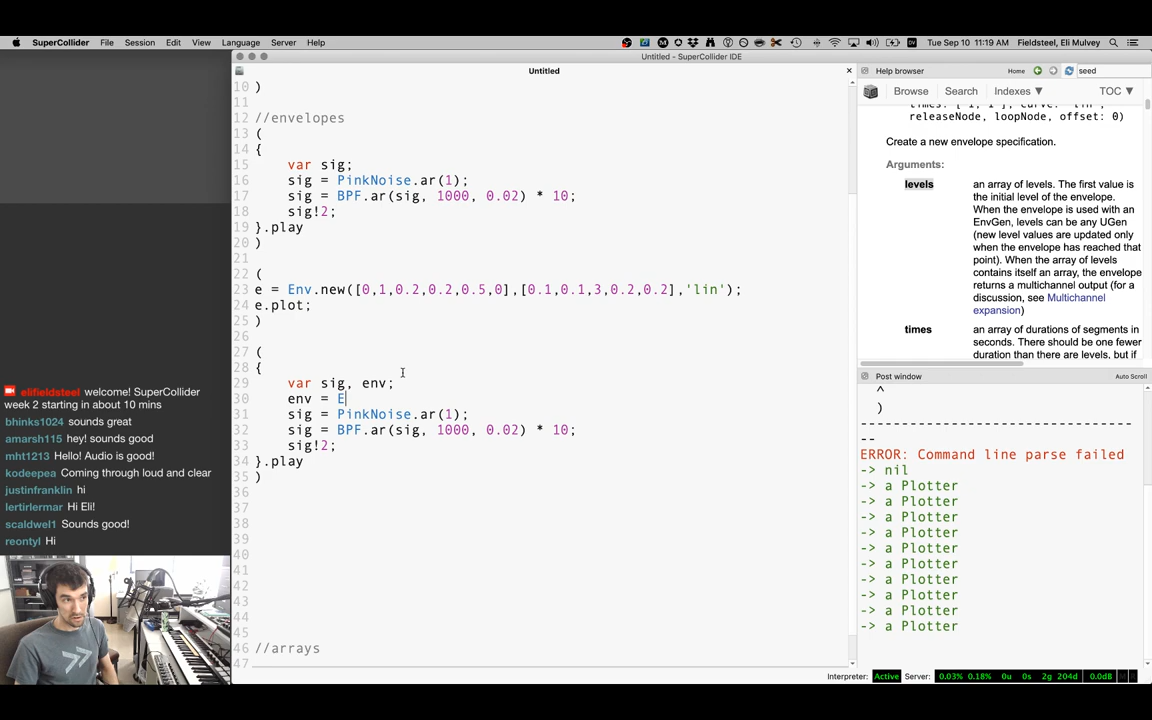 SuperCollider File Session Edit View Language Server Help
Tue Sep 10 11:19 AM Fieldsteel, Eli Mulvey
Untitled - SuperCollider IDE
Untitled
10 )
11
12 //envelopes
13 (
14 {
15 var sig;
16 sig = PinkNoise.ar(1);
17 sig = BPF.ar(sig, 1000, 0.02) * 10;
18 sig!2;
19 }.play
20 )
21
22 (
23 e = Env.new([0,1,0.2,0.2,0.5,0],[0.1,0.1,3,0.2,0.2],'lin');
24 e.plot;
25 )
26
27 (
28 {
29 var sig, env;
30 env = E
31 sig = PinkNoise.ar(1);
32 sig = BPF.ar(sig, 1000, 0.02) * 10;
33 sig!2;
34 }.play
35 )
36
37
38
39
40
41
42
43
44
45
46 //arrays
47
Help browser Home seed
Browse Search Indexes ▼ TOC ▼
releaseNode, loopNode, offset: 0)
Create a new envelope specification.
Arguments:
levels an array of levels. The first value is
the initial level of the envelope.
When the envelope is used with an
EnvGen, levels can be any UGen
(new level values are updated only
when the envelope has reached that
point). When the array of levels
contains itself an array, the envelope
returns a multichannel output (for a
discussion, see Multichannel
expansion)
times an array of durations of segments in
seconds. There should be one fewer
duration than there are levels, but if
Post window Auto Scroll
^
)
-------------------------------
--
ERROR: Command line parse failed
-> nil
-> a Plotter
-> a Plotter
-> a Plotter
-> a Plotter
-> a Plotter
-> a Plotter
-> a Plotter
-> a Plotter
-> a Plotter
-> a Plotter
Interpreter: Active Server: 0.03% 0.18% 0u 0s 2g 204d 0.0dB M R
elifieldsteel welcome! SuperCollider
week 2 starting in about 10 mins
bhinks1024 sounds great
amarsh115 hey! sounds good
mht1213 Hello! Audio is good!
kodeepea Coming through loud and clear
justinfranklin hi
lertirlermar Hi Eli!
scaldwel1 Sounds good!
reontyl Hi